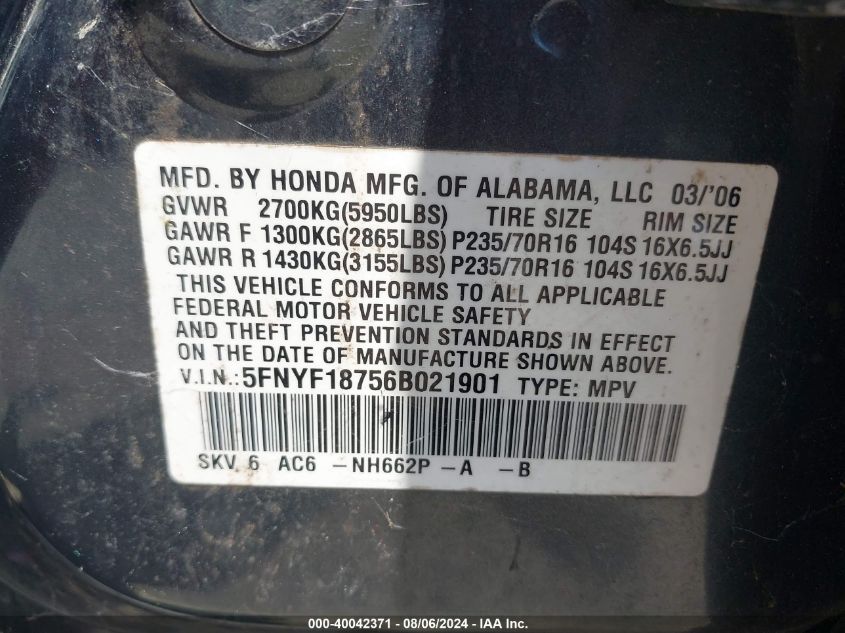 MFD. BY HONDA MFG. OF ALABAMA, LLC 03/'06
GVWR 2700KG(5950LBS) TIRE SIZE RIM SIZE
GAWR F 1300KG(2865LBS) P235/70R16 104S 16X6.5JJ
GAWR R 1430KG(3155LBS) P235/70R16 104S 16X6.5JJ
THIS VEHICLE CONFORMS TO ALL APPLICABLE
FEDERAL MOTOR VEHICLE SAFETY
AND THEFT PREVENTION STANDARDS IN EFFECT
ON THE DATE OF MANUFACTURE SHOWN ABOVE.
V.I.N.:5FNYF18756B021901 TYPE: MPV
SKV 6 AC6 -NH662P -A -B
000-40042371 - 08/06/2024 - IAA Inc.